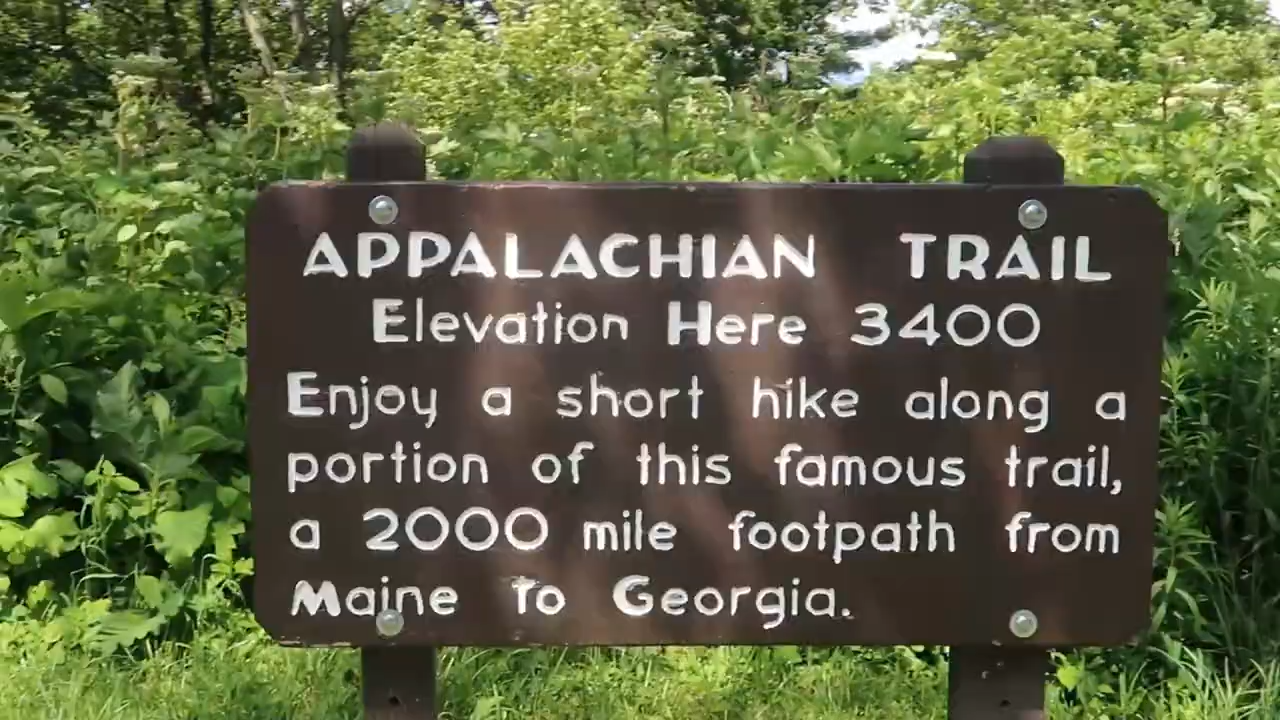 APPALACHIAN TRAIL
Elevation Here 3400
Enjoy a short hike along a
portion of this famous trail,
a 2000 mile footpath from
Maine to Georgia.